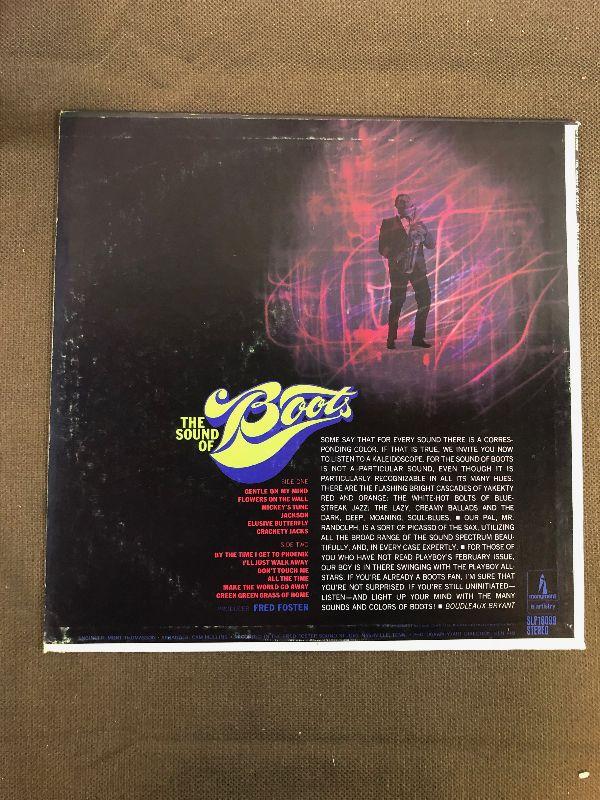 THE
SOUND
OF
Boots
SIDE ONE
GENTLE ON MY MIND
FLOWERS ON THE WALL
MICKEY'S TUNE
JACKSON
ELUSIVE BUTTERFLY
CRACHETY JACKS
SIDE TWO
BY THE TIME I GET TO PHOENIX
I'LL JUST WALK AWAY
DON'T TOUCH ME
ALL THE TIME
MAKE THE WORLD GO AWAY
GREEN GREEN GRASS OF HOME
PRODUCER FRED FOSTER
SOME SAY THAT FOR EVERY SOUND THERE IS A CORRES-
PONDING COLOR. IF THAT IS TRUE, WE INVITE YOU NOW
TO LISTEN TO A KALEIDOSCOPE. FOR THE SOUND OF BOOTS
IS NOT A PARTICULAR SOUND, EVEN THOUGH IT IS
PARTICULARLY RECOGNIZABLE IN ALL ITS MANY HUES.
THERE ARE THE FLASHING BRIGHT CASCADES OF YAKEKTY
RED AND ORANGE; THE WHITE-HOT BOLTS OF BLUE-
STREAK JAZZ; THE LAZY, CREAMY BALLADS AND THE
DARK, DEEP, MOANING, SOUL-BLUES. ■ OUR PAL, MR.
RANDOLPH, IS A SORT OF PICASSO OF THE SAX, UTILIZING
ALL THE BROAD RANGE OF THE SOUND SPECTRUM BEAU-
TIFULLY, AND, IN EVERY CASE EXPERTLY. ■ FOR THOSE OF
YOU WHO HAVE NOT READ PLAYBOY'S FEBRUARY ISSUE,
OUR BOY IS IN THERE SWINGING WITH THE PLAYBOY ALL-
STARS. IF YOU'RE ALREADY A BOOTS FAN, I'M SURE THAT
YOU'RE NOT SURPRISED. IF YOU'RE STILL UNINITIATED—
LISTEN—AND LIGHT UP YOUR MIND WITH THE MANY
SOUNDS AND COLORS OF BOOTS! ■ BOUDLEAUX BRYANT
monument
is artistry
SLP18099
STEREO